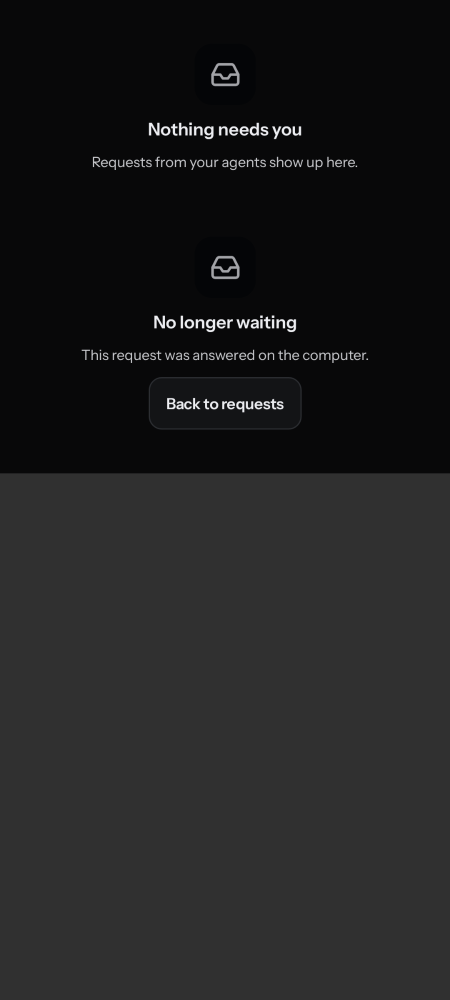 Nothing needs you
Requests from your agents show up here.
No longer waiting
This request was answered on the computer.
Back to requests